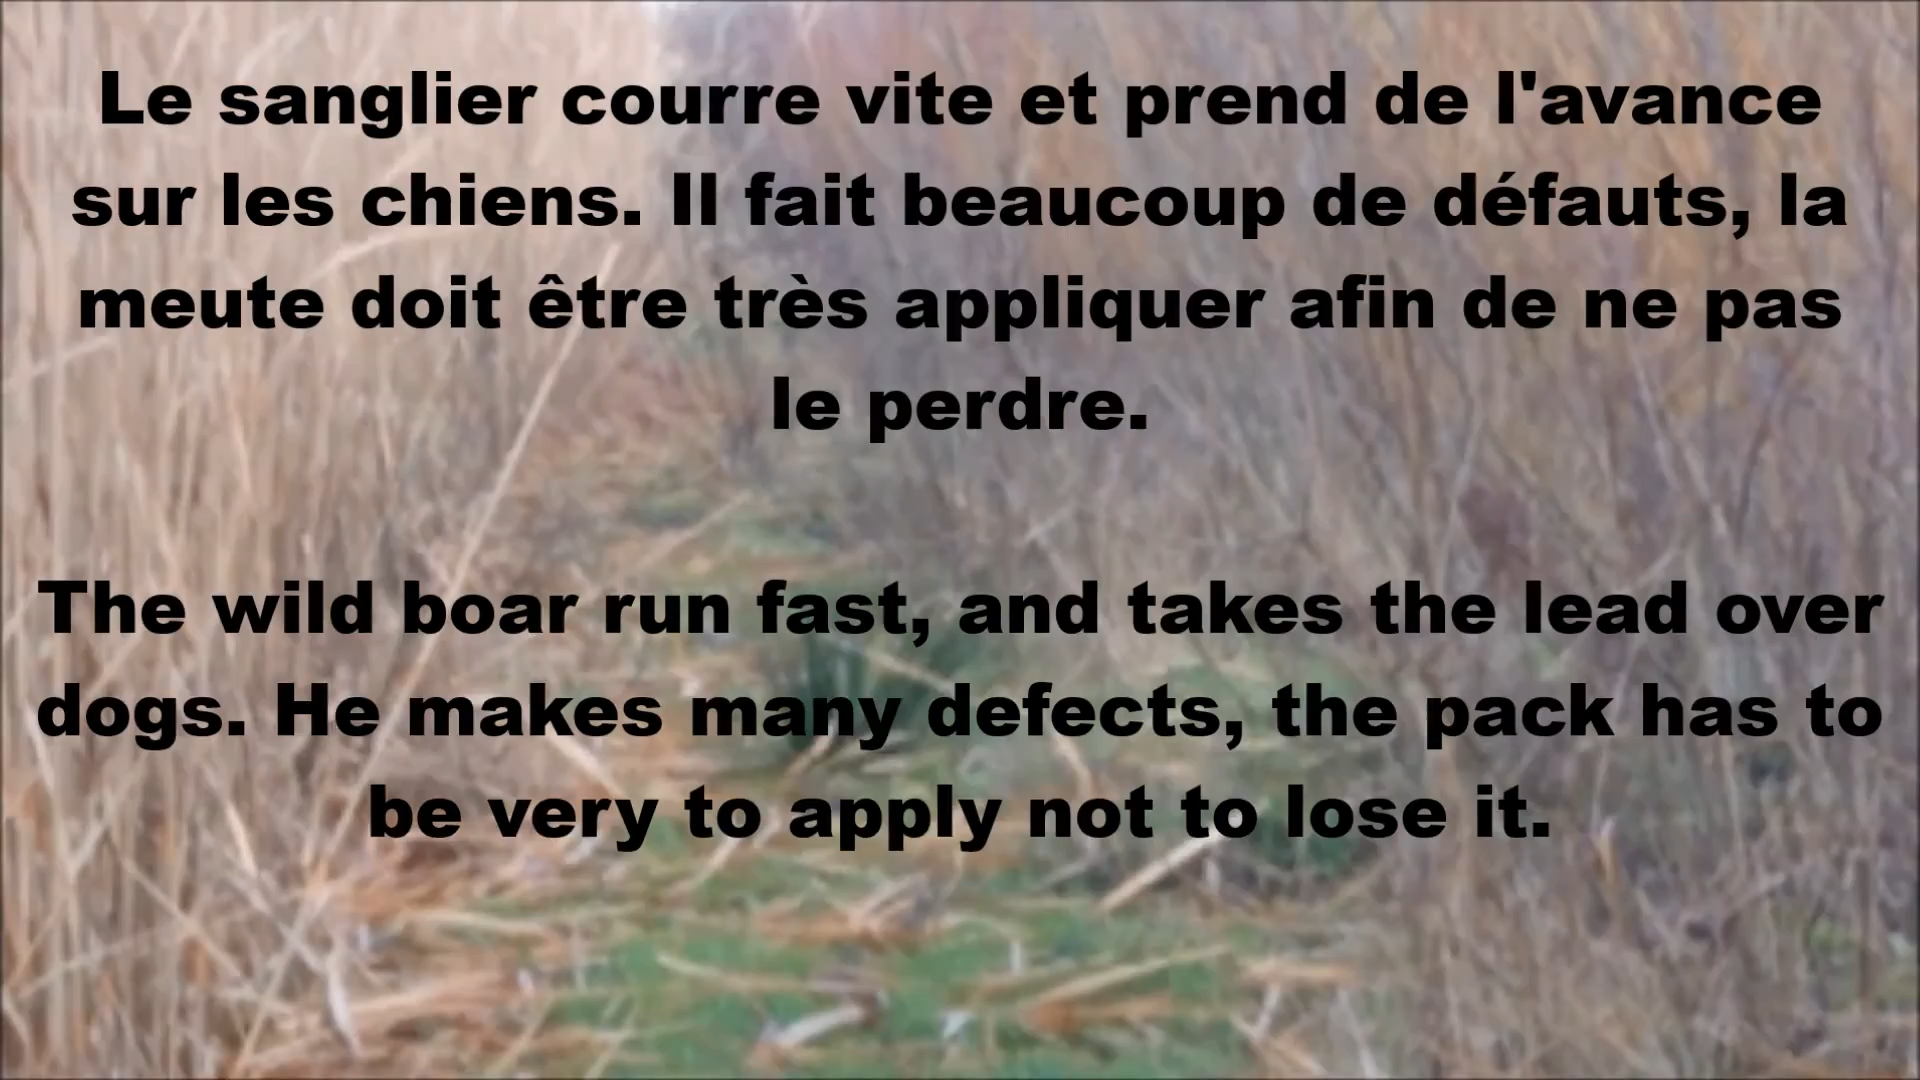 Le sanglier courre vite et prend de l'avance
sur les chiens. Il fait beaucoup de défauts, la
meute doit être très appliquer afin de ne pas
le perdre.
The wild boar run fast, and takes the lead over
dogs. He makes many defects, the pack has to
be very to apply not to lose it.